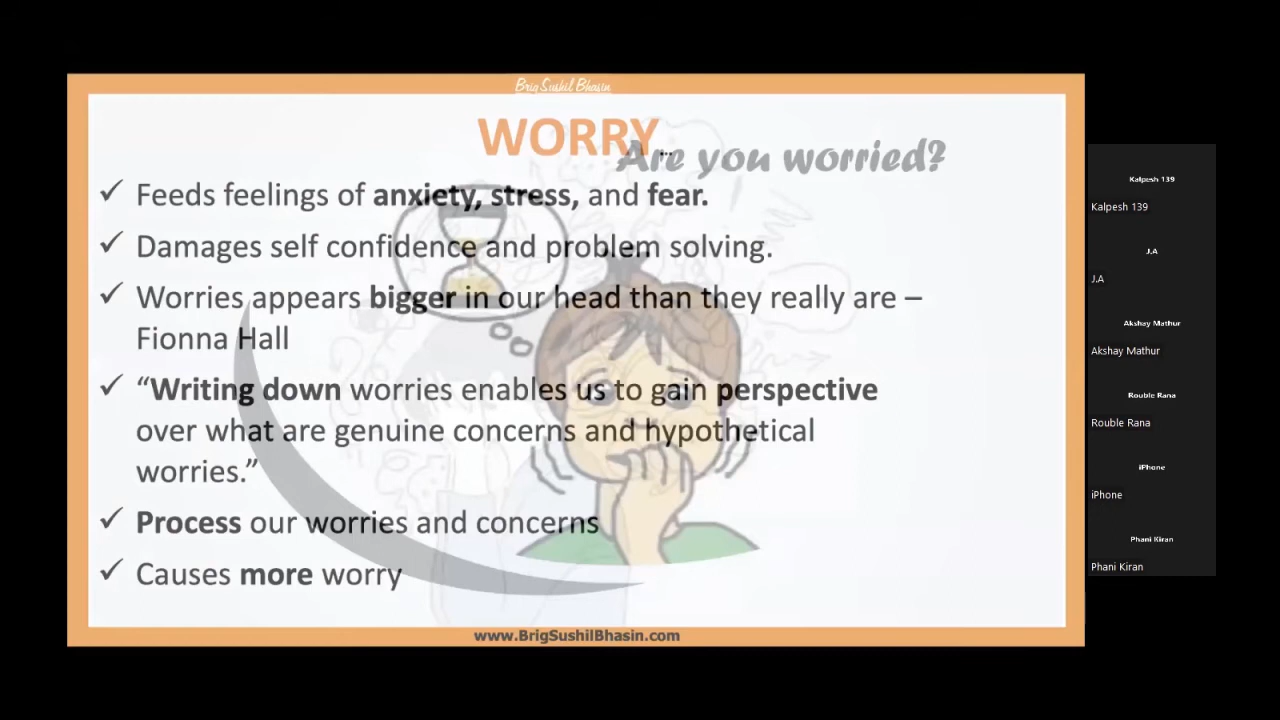 Brig Sushil Bhasin
WORRY...
Are you worried?
✓ Feeds feelings of anxiety, stress, and fear.
✓ Damages self confidence and problem solving.
✓ Worries appears bigger in our head than they really are –
Fionna Hall
✓ “Writing down worries enables us to gain perspective
over what are genuine concerns and hypothetical
worries.”
✓ Process our worries and concerns
✓ Causes more worry
www.BrigSushilBhasin.com
Kalpesh 139
Kalpesh 139
J.A
J.A
Akshay Mathur
Akshay Mathur
Rouble Rana
Rouble Rana
iPhone
iPhone
Phani Kiran
Phani Kiran